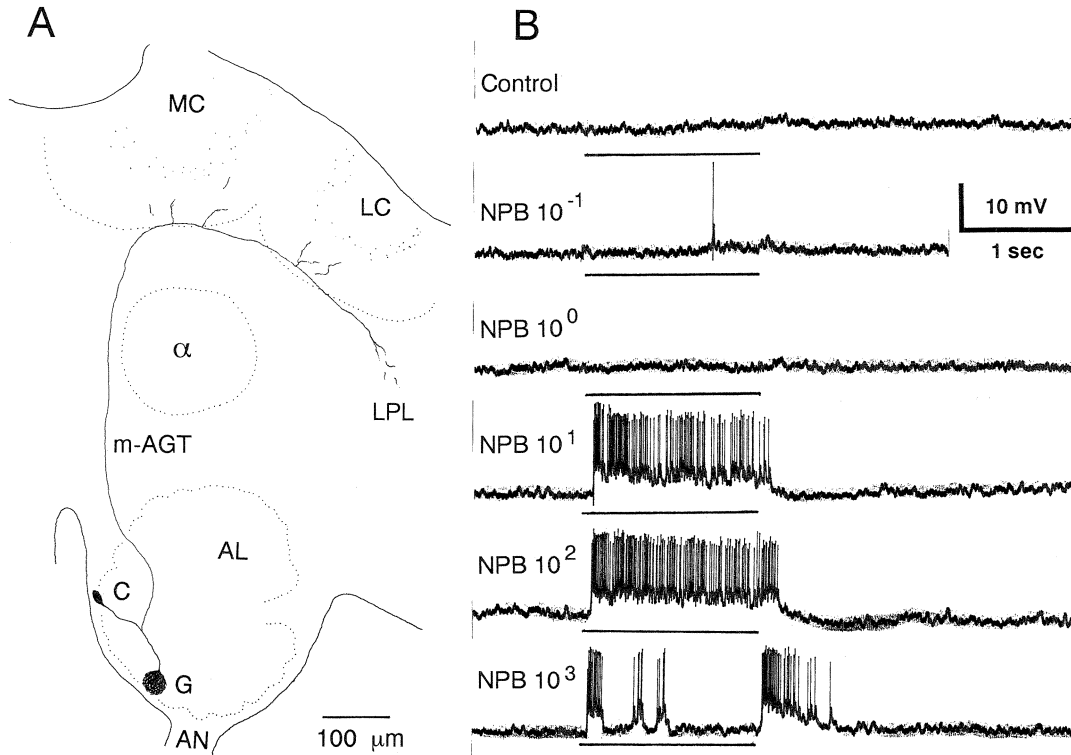 A
MC
LC
α
LPL
m-AGT
AL
C
G
AN
100 μm
B
Control
NPB 10⁻¹
10 mV
1 sec
NPB 10⁰
NPB 10¹
NPB 10²
NPB 10³